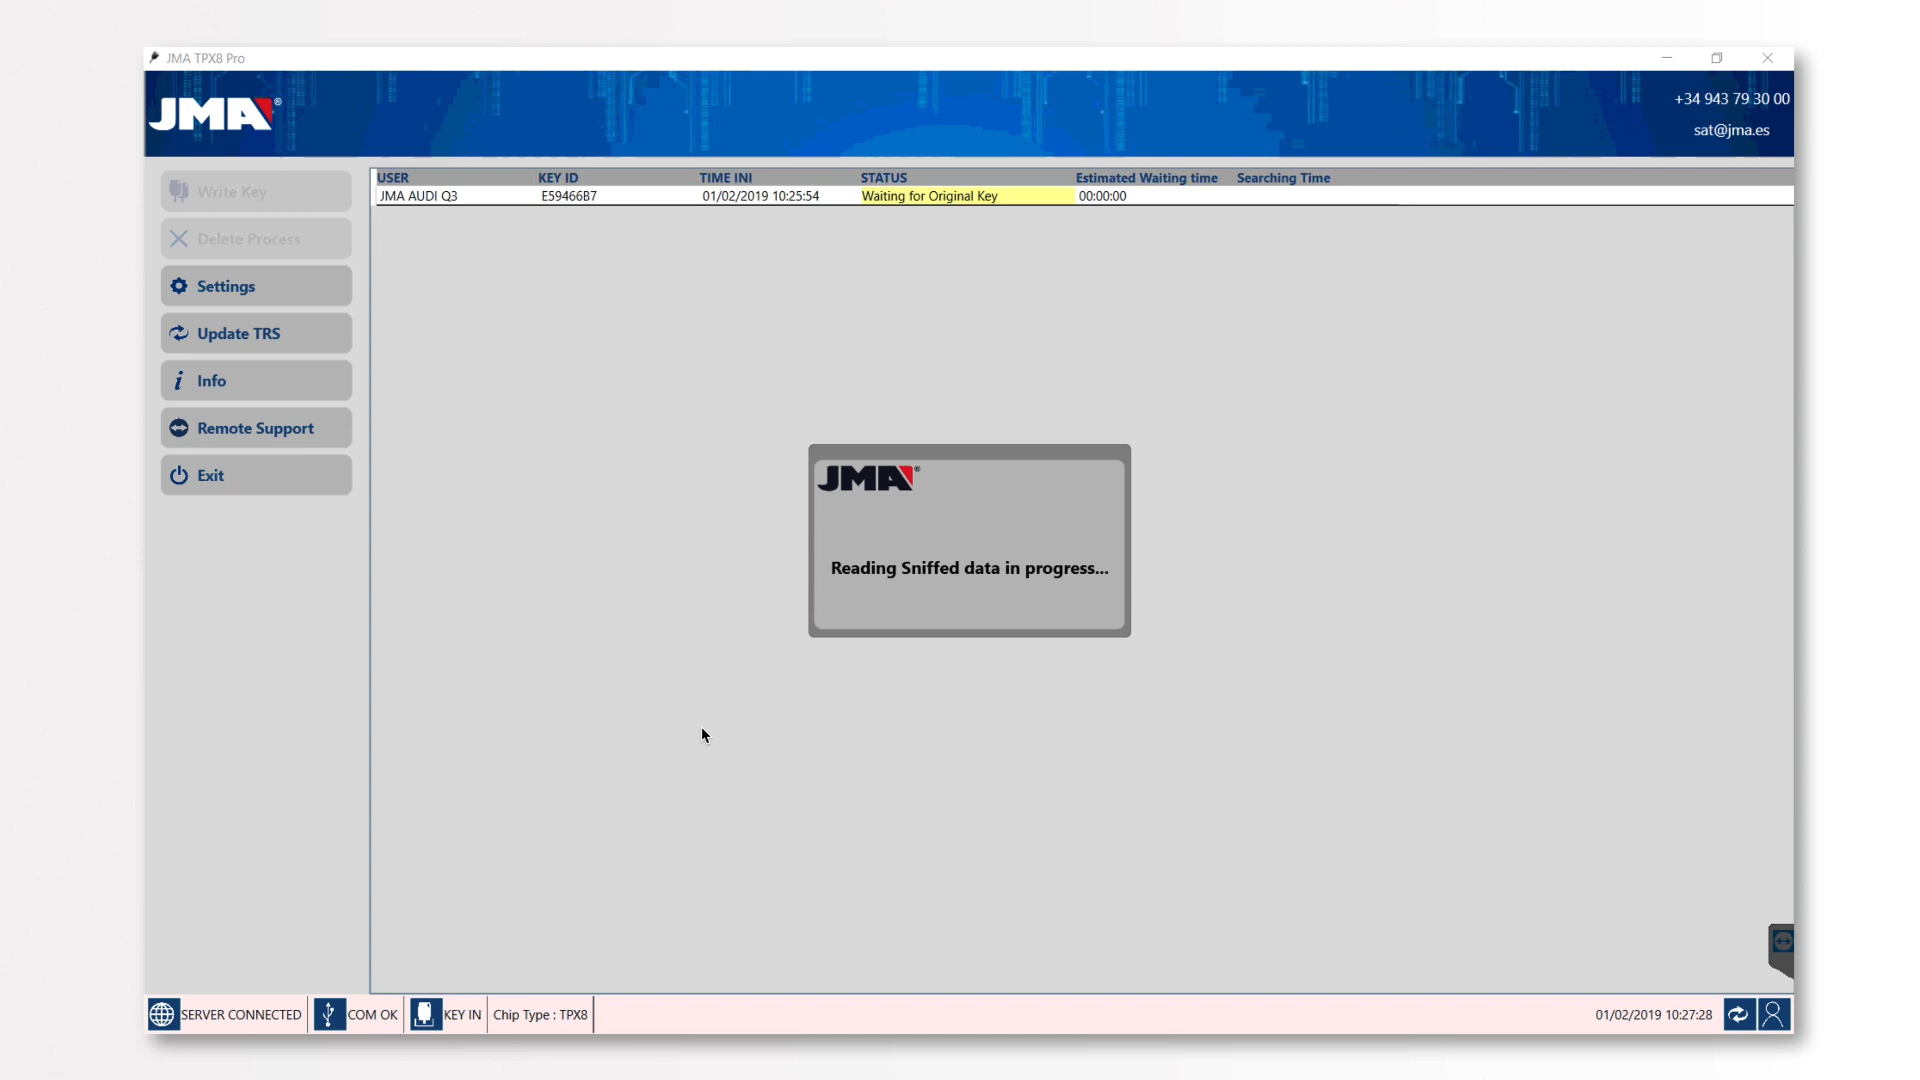 JMA TPX8 Pro
JMA®
+34 943 79 30 00
sat@jma.es
Write Key
Delete Process
Settings
Update TRS
Info
Remote Support
Exit
USER KEY ID TIME INI STATUS Estimated Waiting time Searching Time
JMA AUDI Q3 E59466B7 01/02/2019 10:25:54 Waiting for Original Key 00:00:00
JMA®
Reading Sniffed data in progress...
SERVER CONNECTED COM OK KEY IN Chip Type : TPX8 01/02/2019 10:27:28